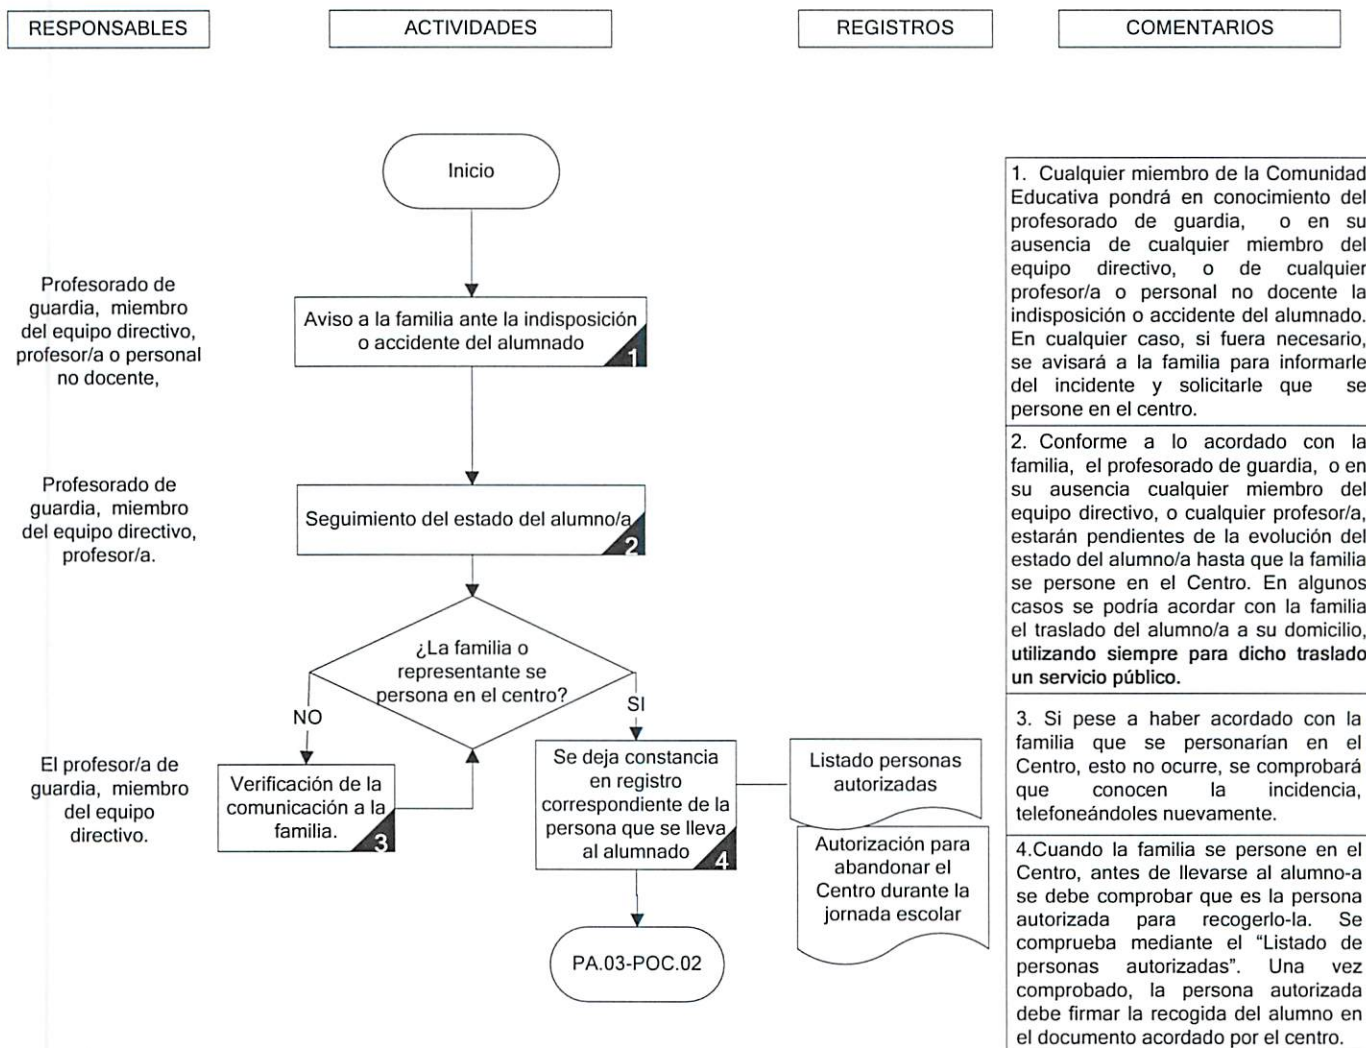 RESPONSABLES
ACTIVIDADES
REGISTROS
COMENTARIOS
Inicio
Profesorado de
guardia, miembro
del equipo directivo,
profesor/a o personal
no docente,
Aviso a la familia ante la indisposición
o accidente del alumnado
1
Profesorado de
guardia, miembro
del equipo directivo,
profesor/a.
Seguimiento del estado del alumno/a
2
¿La familia o
representante se
persona en el centro?
NO
SI
El profesor/a de
guardia, miembro
del equipo
directivo.
Verificación de la
comunicación a la
familia.
3
Se deja constancia
en registro
correspondiente de la
persona que se lleva
al alumnado
4
Listado personas
autorizadas
Autorización para
abandonar el
Centro durante la
jornada escolar
PA.03-POC.02
1. Cualquier miembro de la Comunidad
Educativa pondrá en conocimiento del
profesorado de guardia, o en su
ausencia de cualquier miembro del
equipo directivo, o de cualquier
profesor/a o personal no docente la
indisposición o accidente del alumnado.
En cualquier caso, si fuera necesario,
se avisará a la familia para informarle
del incidente y solicitarle que se
persone en el centro.
2. Conforme a lo acordado con la
familia, el profesorado de guardia, o en
su ausencia cualquier miembro del
equipo directivo, o cualquier profesor/a,
estarán pendientes de la evolución del
estado del alumno/a hasta que la familia
se persone en el Centro. En algunos
casos se podría acordar con la familia
el traslado del alumno/a a su domicilio,
utilizando siempre para dicho traslado
un servicio público.
3. Si pese a haber acordado con la
familia que se personarían en el
Centro, esto no ocurre, se comprobará
que conocen la incidencia,
telefoneándoles nuevamente.
4.Cuando la familia se persone en el
Centro, antes de llevarse al alumno-a
se debe comprobar que es la persona
autorizada para recogerlo-la. Se
comprueba mediante el “Listado de
personas autorizadas”. Una vez
comprobado, la persona autorizada
debe firmar la recogida del alumno en
el documento acordado por el centro.